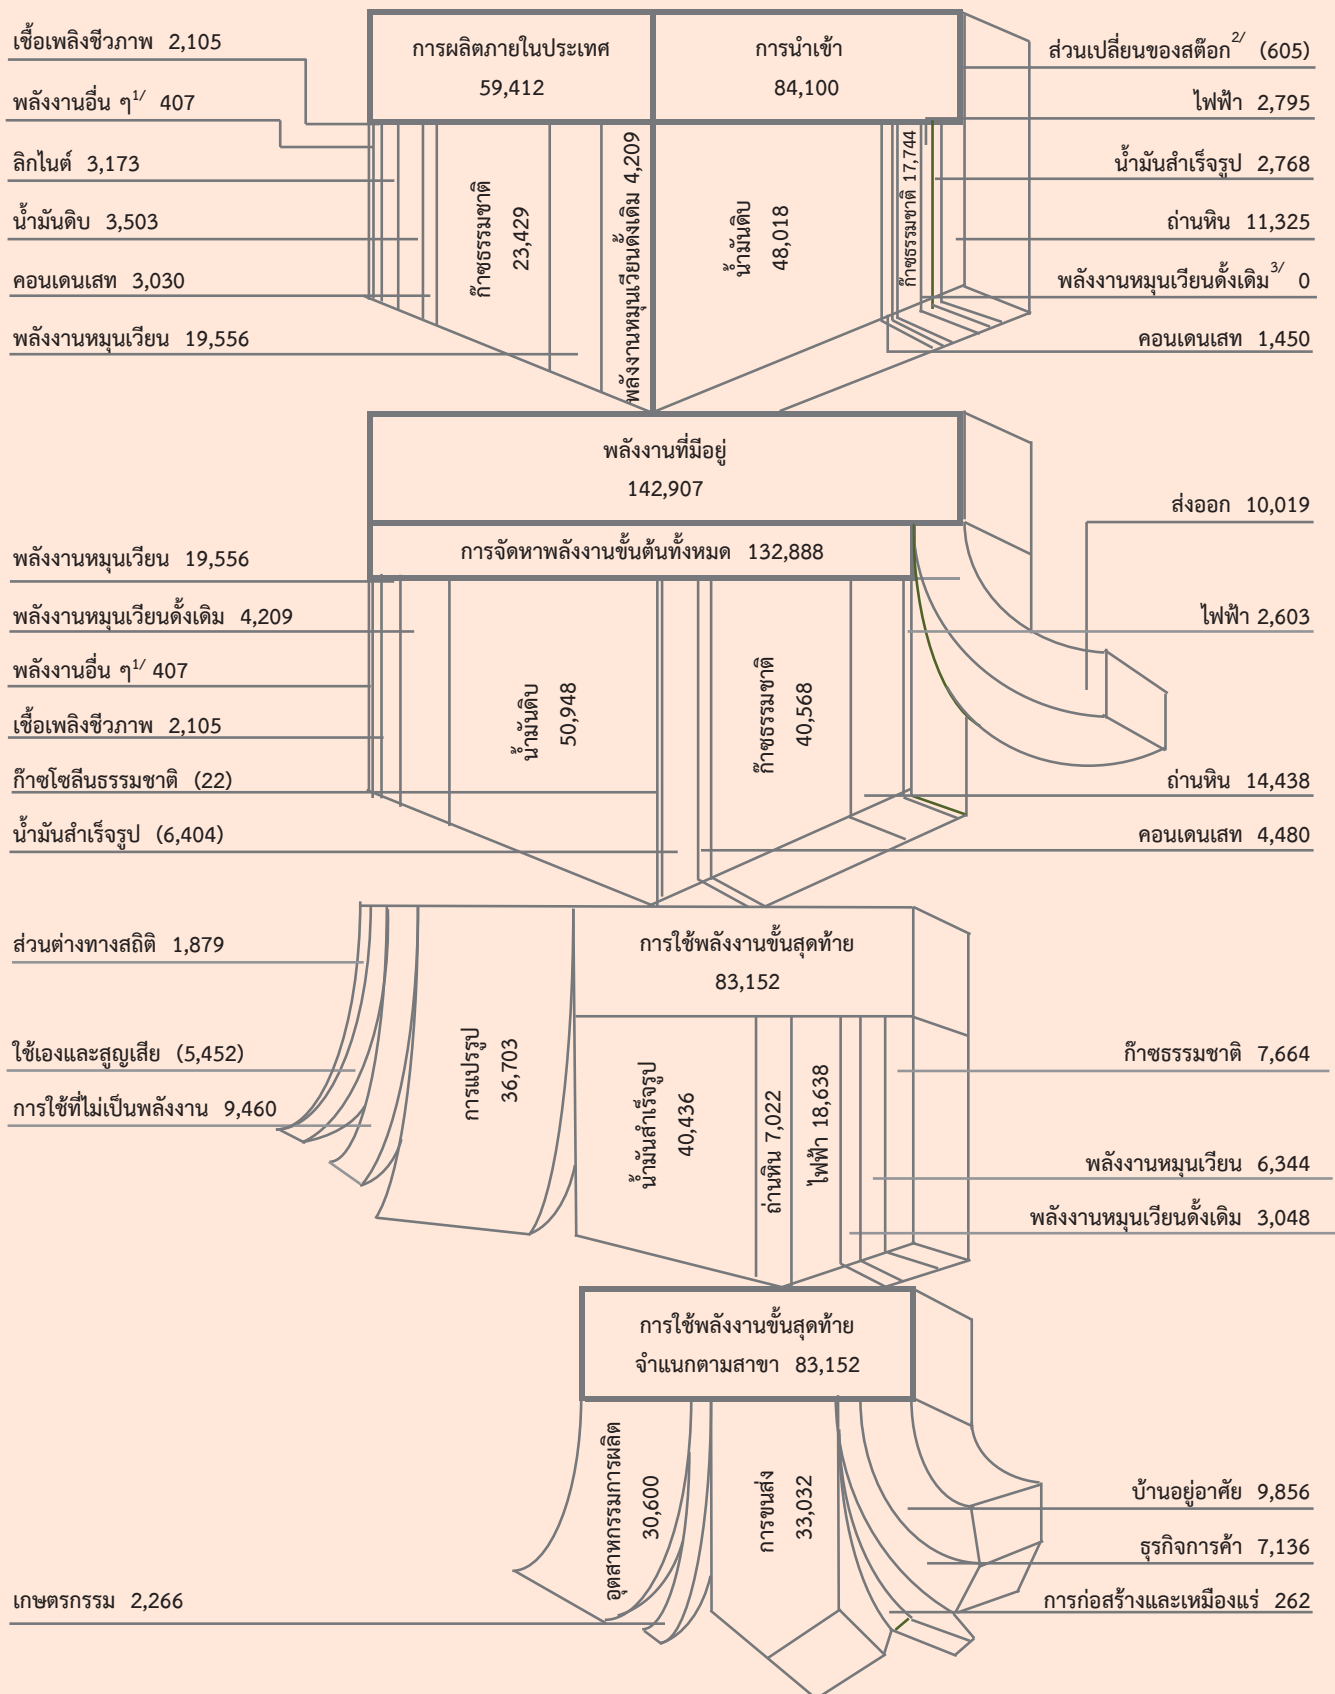 การผลิตภายในประเทศ
59,412
การนำเข้า
84,100
เชื้อเพลิงชีวภาพ 2,105
พลังงานอื่น ๆ1/ 407
ลิกไนต์ 3,173
น้ำมันดิบ 3,503
คอนเดนเสท 3,030
พลังงานหมุนเวียน 19,556
ก๊าซธรรมชาติ
23,429
พลังงานหมุนเวียนดั้งเดิม 4,209
น้ำมันดิบ
48,018
ก๊าซธรรมชาติ 17,744
ส่วนเปลี่ยนของสต๊อก2/ (605)
ไฟฟ้า 2,795
น้ำมันสำเร็จรูป 2,768
ถ่านหิน 11,325
พลังงานหมุนเวียนดั้งเดิม3/ 0
คอนเดนเสท 1,450
พลังงานที่มีอยู่
142,907
การจัดหาพลังงานขั้นต้นทั้งหมด 132,888
พลังงานหมุนเวียน 19,556
พลังงานหมุนเวียนดั้งเดิม 4,209
พลังงานอื่น ๆ1/ 407
เชื้อเพลิงชีวภาพ 2,105
ก๊าซโซลีนธรรมชาติ (22)
น้ำมันสำเร็จรูป (6,404)
น้ำมันดิบ
50,948
ก๊าซธรรมชาติ
40,568
ส่งออก 10,019
ไฟฟ้า 2,603
ถ่านหิน 14,438
คอนเดนเสท 4,480
การใช้พลังงานขั้นสุดท้าย
83,152
ส่วนต่างทางสถิติ 1,879
ใช้เองและสูญเสีย (5,452)
การใช้ที่ไม่เป็นพลังงาน 9,460
การแปรรูป
36,703
น้ำมันสำเร็จรูป
40,436
ถ่านหิน 7,022
ไฟฟ้า 18,638
ก๊าซธรรมชาติ 7,664
พลังงานหมุนเวียน 6,344
พลังงานหมุนเวียนดั้งเดิม 3,048
การใช้พลังงานขั้นสุดท้าย
จำแนกตามสาขา 83,152
อุตสาหกรรมการผลิต
30,600
การขนส่ง
33,032
เกษตรกรรม 2,266
บ้านอยู่อาศัย 9,856
ธุรกิจการค้า 7,136
การก่อสร้างและเหมืองแร่ 262